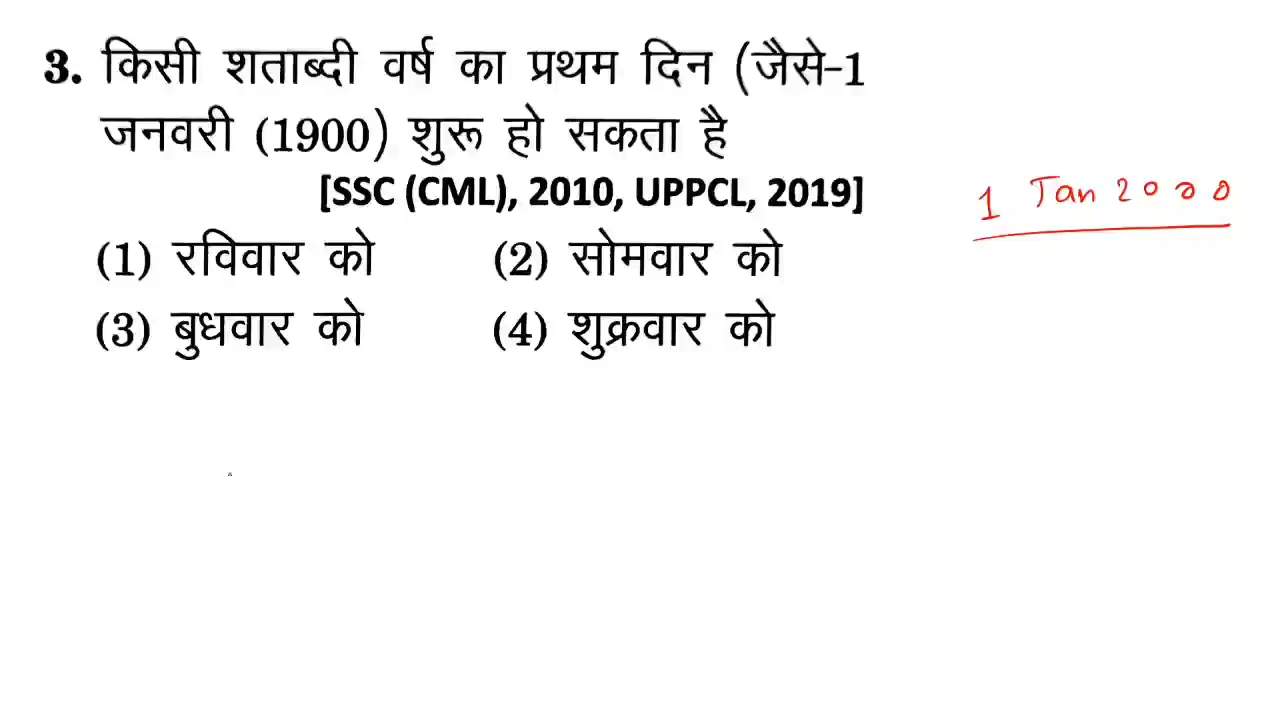 3. किसी शताब्दी वर्ष का प्रथम दिन (जैसे-1
जनवरी (1900) शुरू हो सकता है
[SSC (CML), 2010, UPPCL, 2019]
1 Jan 2000
(1) रविवार को (2) सोमवार को
(3) बुधवार को (4) शुक्रवार को